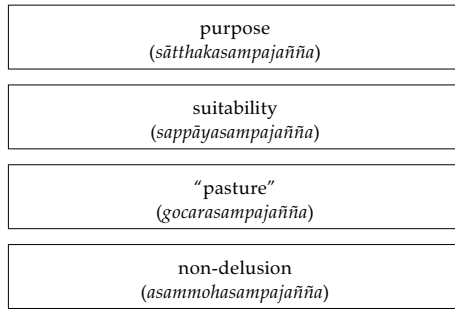 purpose
(sātthakasampajañña)
suitability
(sappāyasampajañña)
“pasture”
(gocarasampajañña)
non-delusion
(asammohasampajañña)